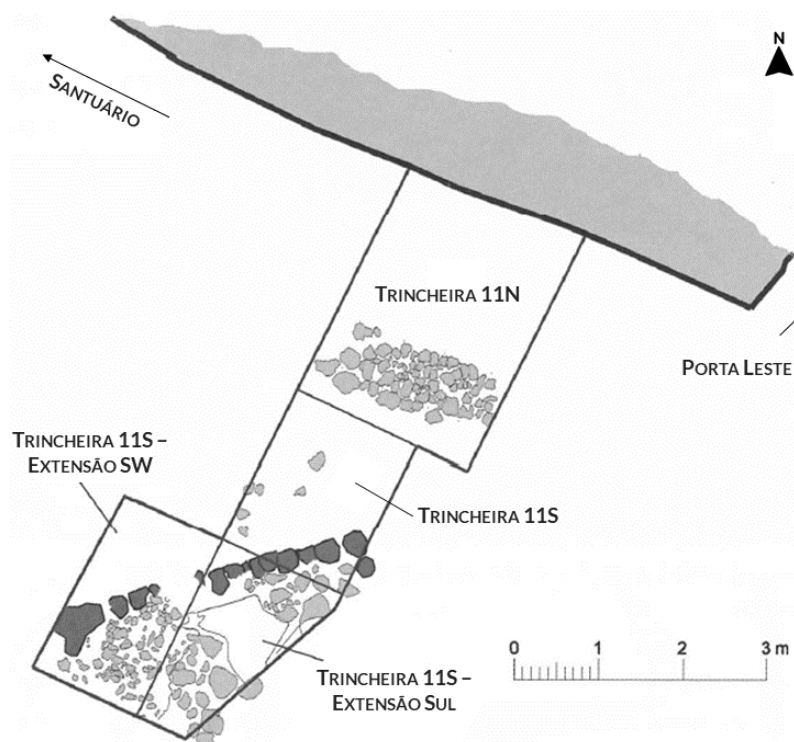 N
SANTUÁRIO
TRINCHEIRA 11N
PORTA LESTE
TRINCHEIRA 11S –
EXTENSÃO SW
TRINCHEIRA 11S
TRINCHEIRA 11S –
EXTENSÃO SUL
0 1 2 3 m